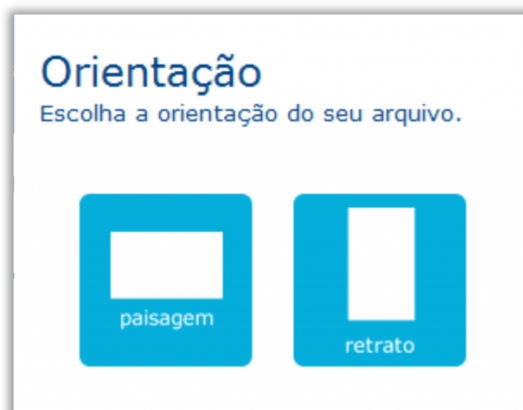 Orientação
Escolha a orientação do seu arquivo.
paisagem
retrato